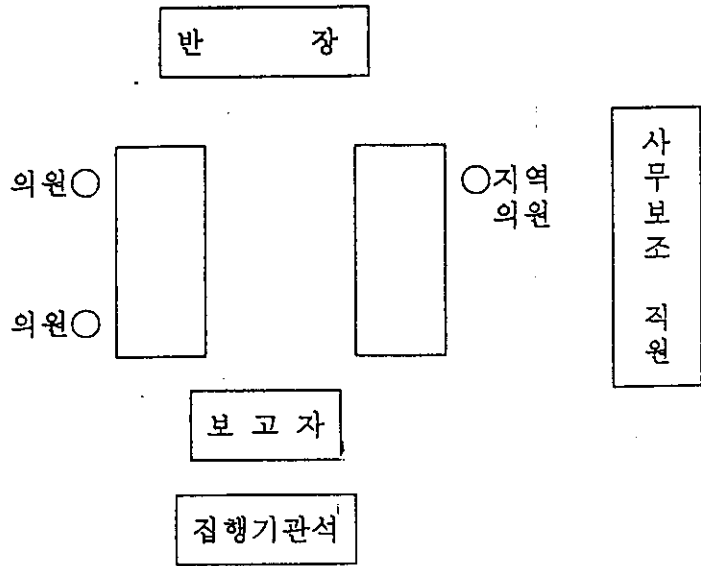 반 장
의원○
의원○
○지역
의원
사무보조 직원
보 고 자
집행기관석